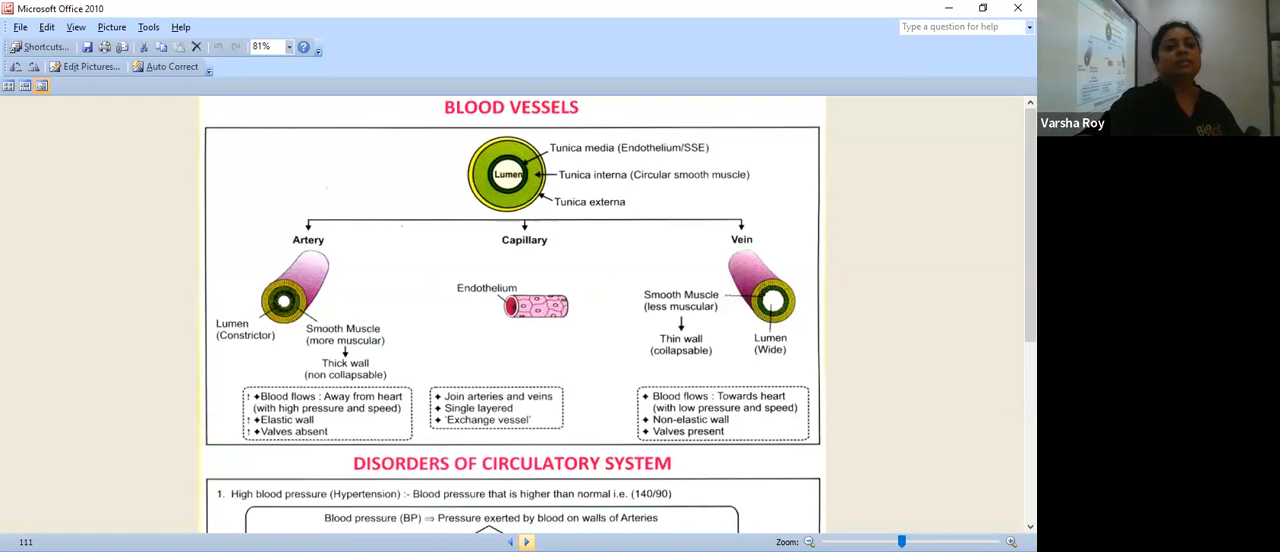 Microsoft Office 2010
File Edit View Picture Tools Help
Type a question for help
Shortcuts...
81%
Edit Pictures...
Auto Correct
Varsha Roy
BLOOD VESSELS
Lumen
Tunica media (Endothelium/SSE)
Tunica interna (Circular smooth muscle)
Tunica externa
Artery
Capillary
Vein
Lumen
(Constrictor)
Smooth Muscle
(more muscular)
Thick wall
(non collapsable)
Endothelium
Smooth Muscle
(less muscular)
Thin wall
(collapsable)
Lumen
(Wide)
✦Blood flows : Away from heart
(with high pressure and speed)
✦Elastic wall
✦Valves absent
✦ Join arteries and veins
✦ Single layered
✦ 'Exchange vessel'
✦ Blood flows : Towards heart
(with low pressure and speed)
✦ Non-elastic wall
✦ Valves present
DISORDERS OF CIRCULATORY SYSTEM
1. High blood pressure (Hypertension) :- Blood pressure that is higher than normal i.e. (140/90)
Blood pressure (BP) ⇒ Pressure exerted by blood on walls of Arteries
111
Zoom: